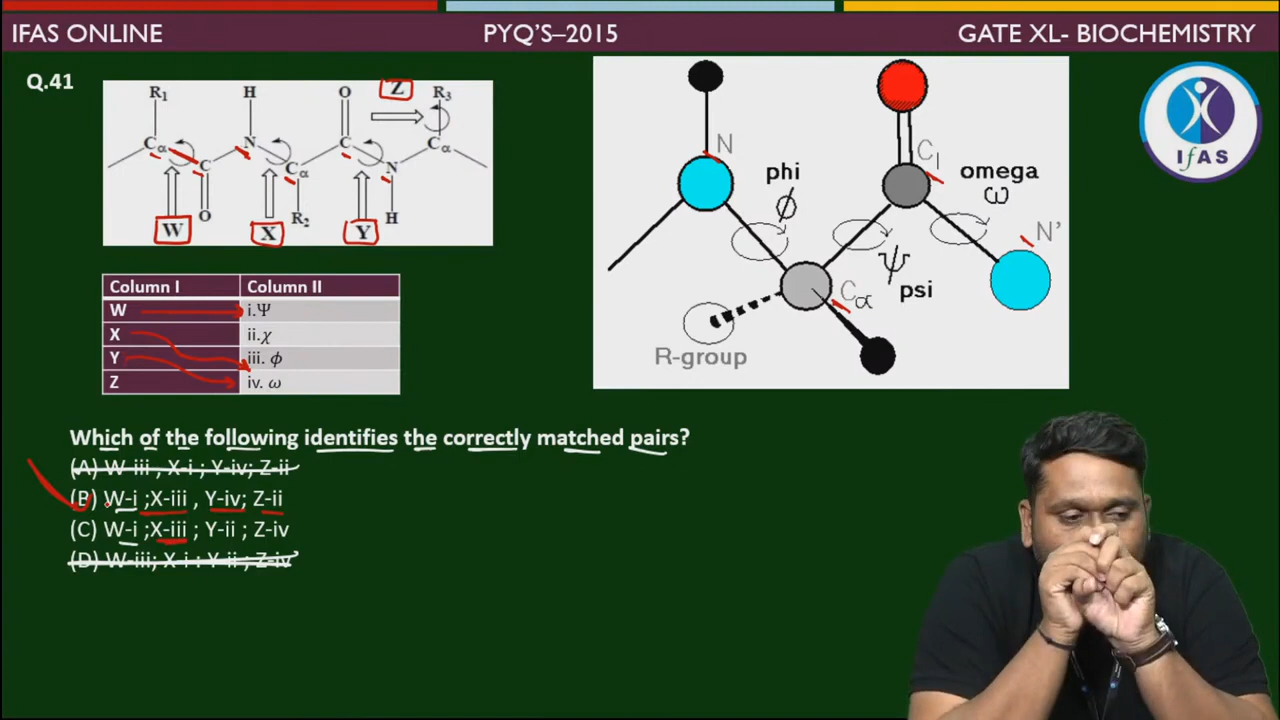 IFAS ONLINE
PYQ'S–2015
GATE XL- BIOCHEMISTRY
Q.41
R₁ H O Z R₃
Cα N C Cα
C Cα N
O R₂ H
W X Y
N
phi
ϕ
C₁
omega
ω
N'
Ψ
psi
Cα
R-group
IFAS
Column I Column II
W i.Ψ
X ii.χ
Y iii. ϕ
Z iv. ω
Which of the following identifies the correctly matched pairs?
(A) W-iii , X-i ; Y-iv; Z-ii
(B) W-i ;X-iii , Y-iv; Z-ii
(C) W-i ;X-iii ; Y-ii ; Z-iv
(D) W-iii; X-i ; Y-ii ; Z-iv